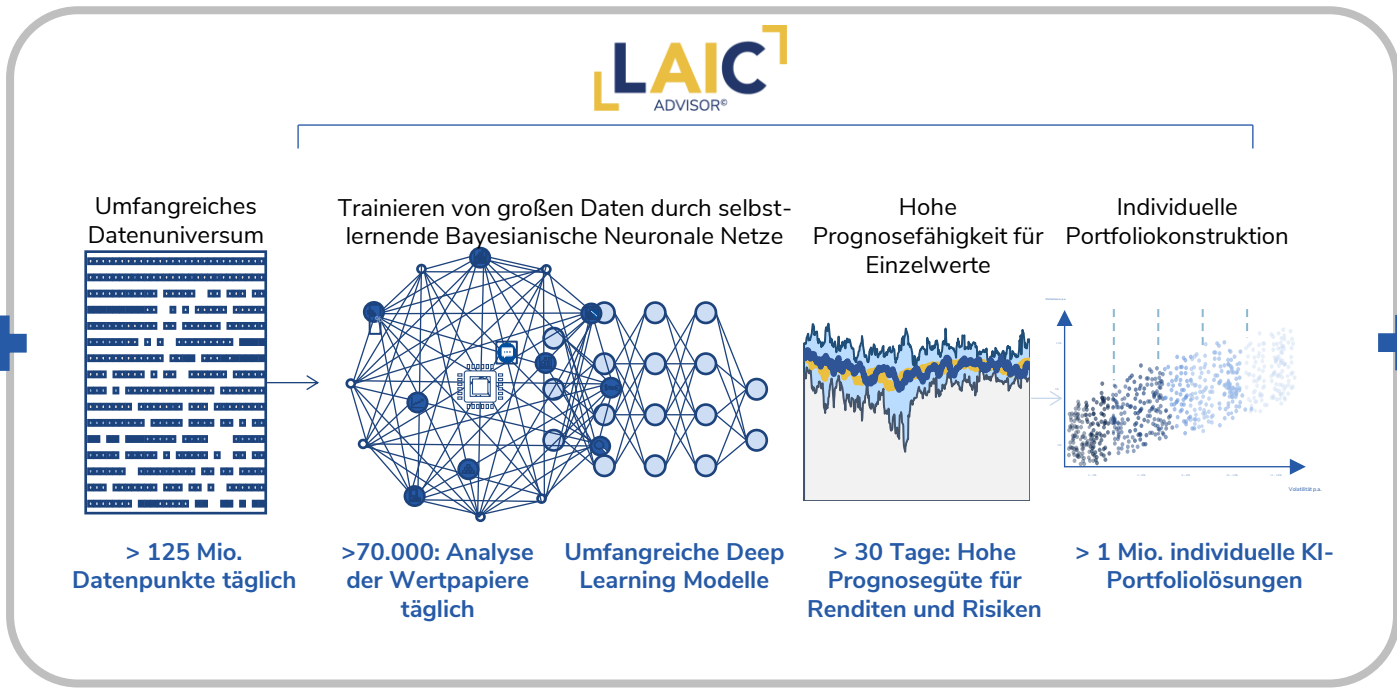 LAIC
ADVISOR©
Umfangreiches
Datenuniversum
Trainieren von großen Daten durch selbst-
lernende Bayesianische Neuronale Netze
Hohe
Prognosefähigkeit für
Einzelwerte
Individuelle
Portfoliokonstruktion
Volatilität p.a.
> 125 Mio.
Datenpunkte täglich
>70.000: Analyse
der Wertpapiere
täglich
Umfangreiche Deep
Learning Modelle
> 30 Tage: Hohe
Prognosegüte für
Renditen und Risiken
> 1 Mio. individuelle KI-
Portfoliolösungen